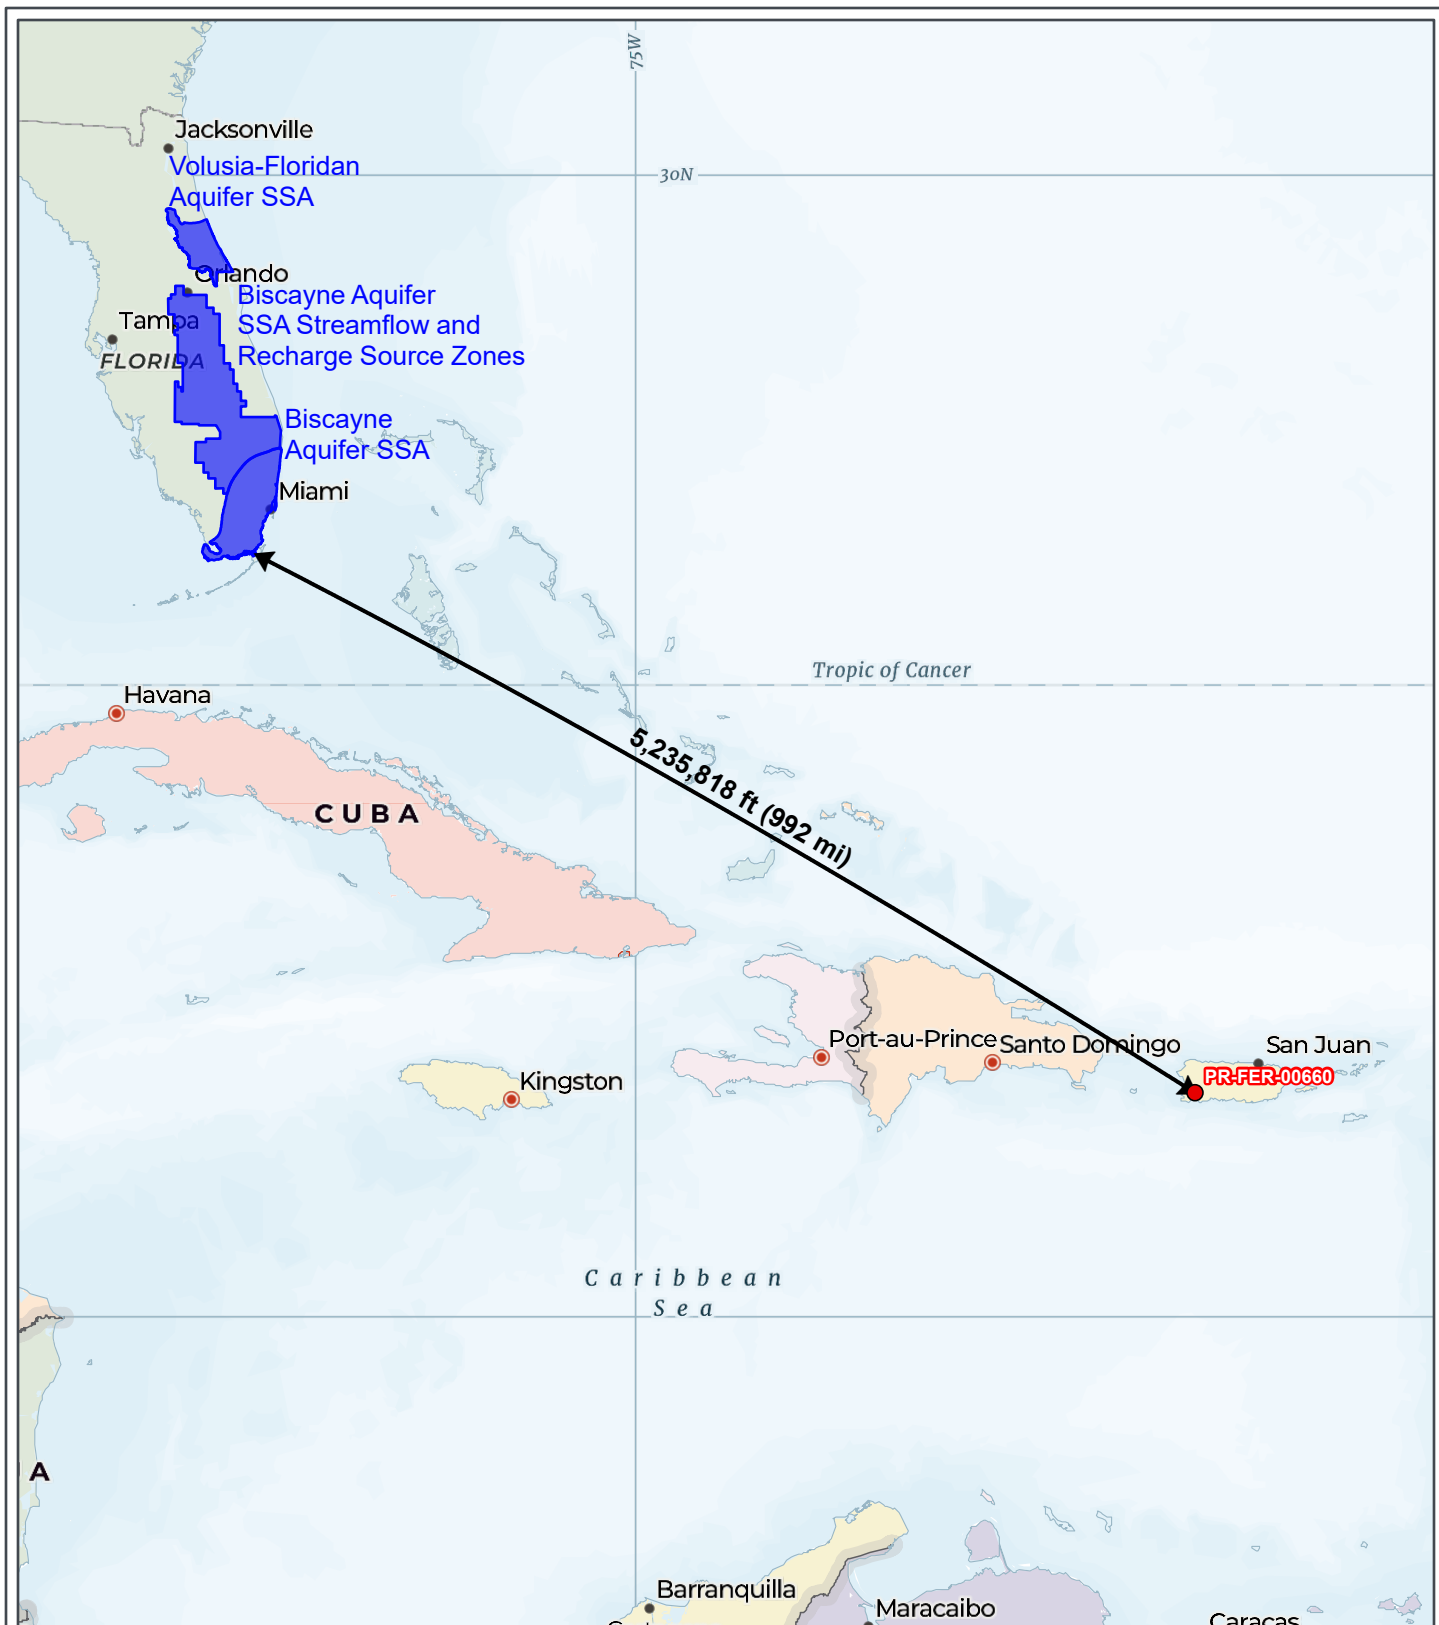 75W
Jacksonville
Volusia-Floridan
Aquifer SSA
30N
Orlando
Biscayne Aquifer
SSA Streamflow and
Recharge Source Zones
Tampa
FLORIDA
Biscayne
Aquifer SSA
Miami
Tropic of Cancer
Havana
5,235,818 ft (992 mi)
CUBA
Port-au-Prince
Santo Domingo
San Juan
PR-FER-00660
Kingston
Caribbean
Sea
A
Barranquilla
Maracaibo
Caracas